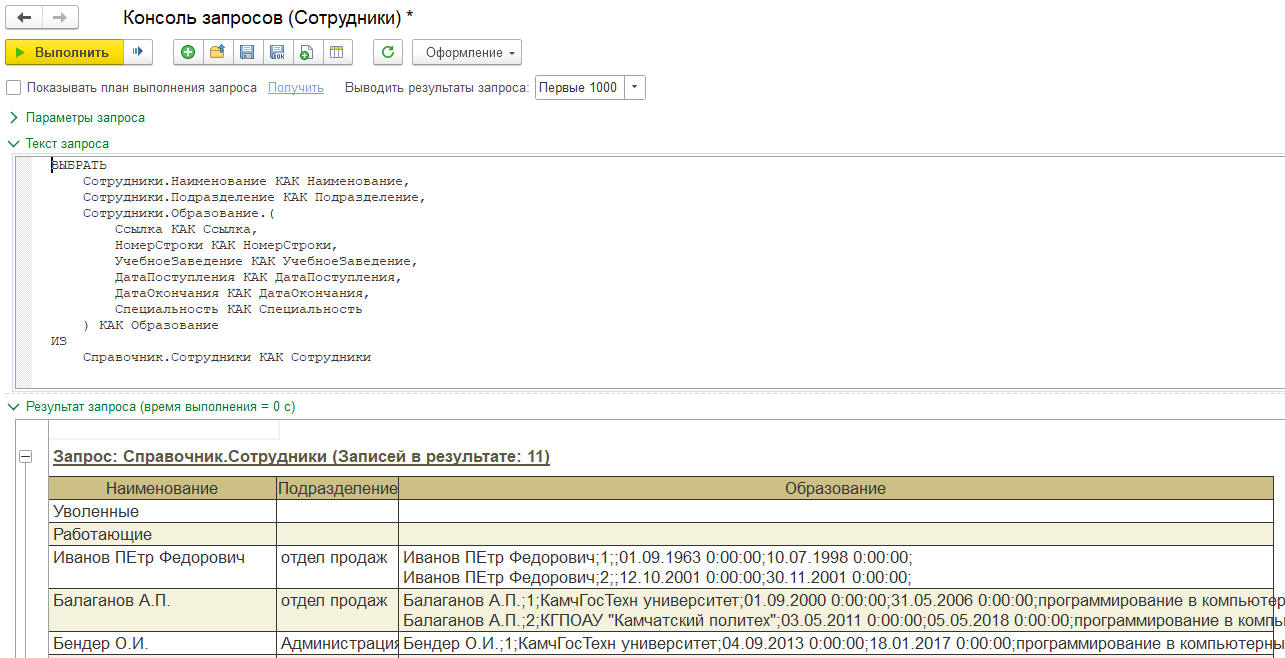 Консоль запросов (Сотрудники) *
Выполнить Оформление
Показывать план выполнения запроса Получить Выводить результаты запроса: Первые 1000
Параметры запроса
Текст запроса
ВЫБРАТЬ
Сотрудники.Наименование КАК Наименование,
Сотрудники.Подразделение КАК Подразделение,
Сотрудники.Образование.(
Ссылка КАК Ссылка,
НомерСтроки КАК НомерСтроки,
УчебноеЗаведение КАК УчебноеЗаведение,
ДатаПоступления КАК ДатаПоступления,
ДатаОкончания КАК ДатаОкончания,
Специальность КАК Специальность
) КАК Образование
ИЗ
Справочник.Сотрудники КАК Сотрудники
Результат запроса (время выполнения = 0 с)
Запрос: Справочник.Сотрудники (Записей в результате: 11)
Наименование Подразделение Образование
Уволенные
Работающие
Иванов ПЕтр Федорович отдел продаж Иванов ПЕтр Федорович;1;;01.09.1963 0:00:00;10.07.1998 0:00:00;
Иванов ПЕтр Федорович;2;;12.10.2001 0:00:00;30.11.2001 0:00:00;
Балаганов А.П. отдел продаж Балаганов А.П.;1;КамчГосТехн университет;01.09.2000 0:00:00;31.05.2006 0:00:00;программирование в компьютер
Балаганов А.П.;2;КГПОАУ "Камчатский политех";03.05.2011 0:00:00;05.05.2018 0:00:00;программирование в компь
Бендер О.И. Администрация Бендер О.И.;1;КамчГосТехн университет;04.09.2013 0:00:00;18.01.2017 0:00:00;программирование в компьютерны